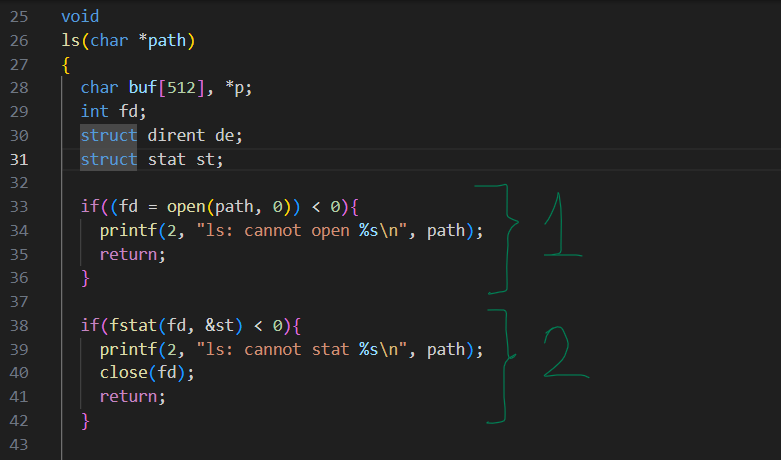 25 void
26 ls(char *path)
27 {
28   char buf[512], *p;
29   int fd;
30   struct dirent de;
31   struct stat st;
32
33   if((fd = open(path, 0)) < 0){
34     printf(2, "ls: cannot open %s\n", path);
35     return;
36   }
1
37
38   if(fstat(fd, &st) < 0){
39     printf(2, "ls: cannot stat %s\n", path);
40     close(fd);
41     return;
42   }
2
43